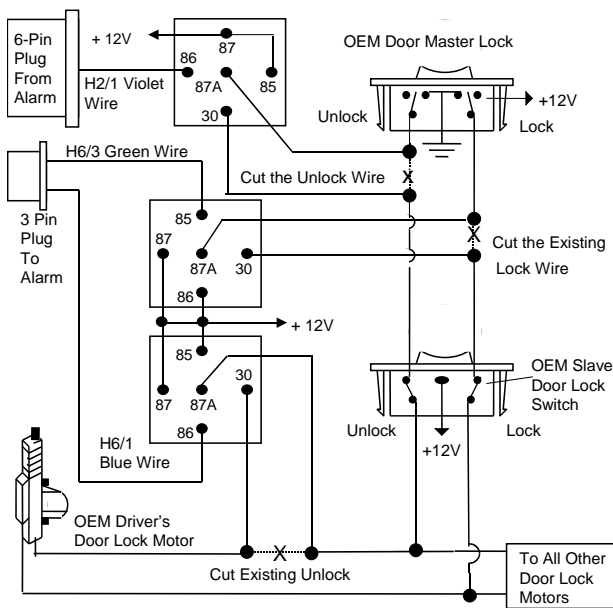 6-Pin
Plug
From
Alarm
+ 12V
86
87
87A
85
30
H2/1 Violet
Wire
OEM Door Master Lock
+12V
Unlock
Lock
H6/3 Green Wire
Cut the Unlock Wire
X
3 Pin
Plug
To
Alarm
85
87
87A
30
86
X
Cut the Existing
Lock Wire
+ 12V
85
30
87
87A
86
H6/1
Blue Wire
OEM Slave
Door Lock
Switch
Unlock
+12V
Lock
OEM Driver's
Door Lock Motor
X
Cut Existing Unlock
To All Other
Door Lock
Motors